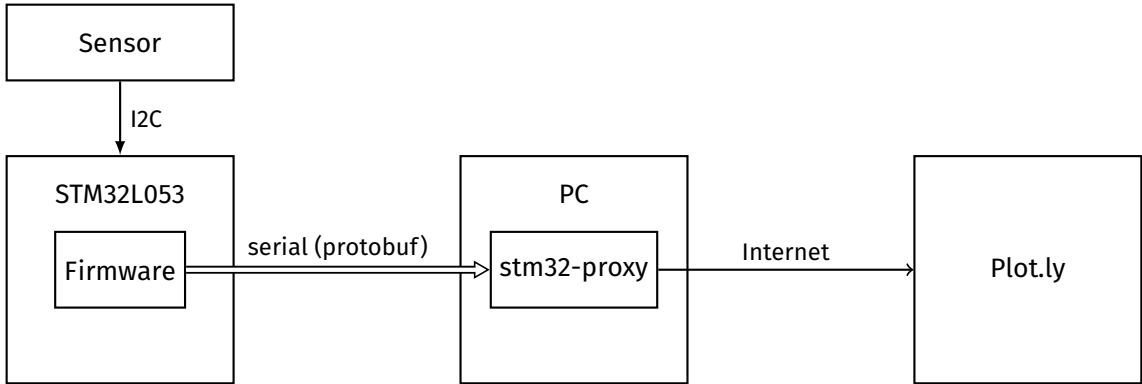 Sensor
I2C
STM32L053
PC
serial (protobuf)
Internet
Firmware
stm32-proxy
Plot.ly